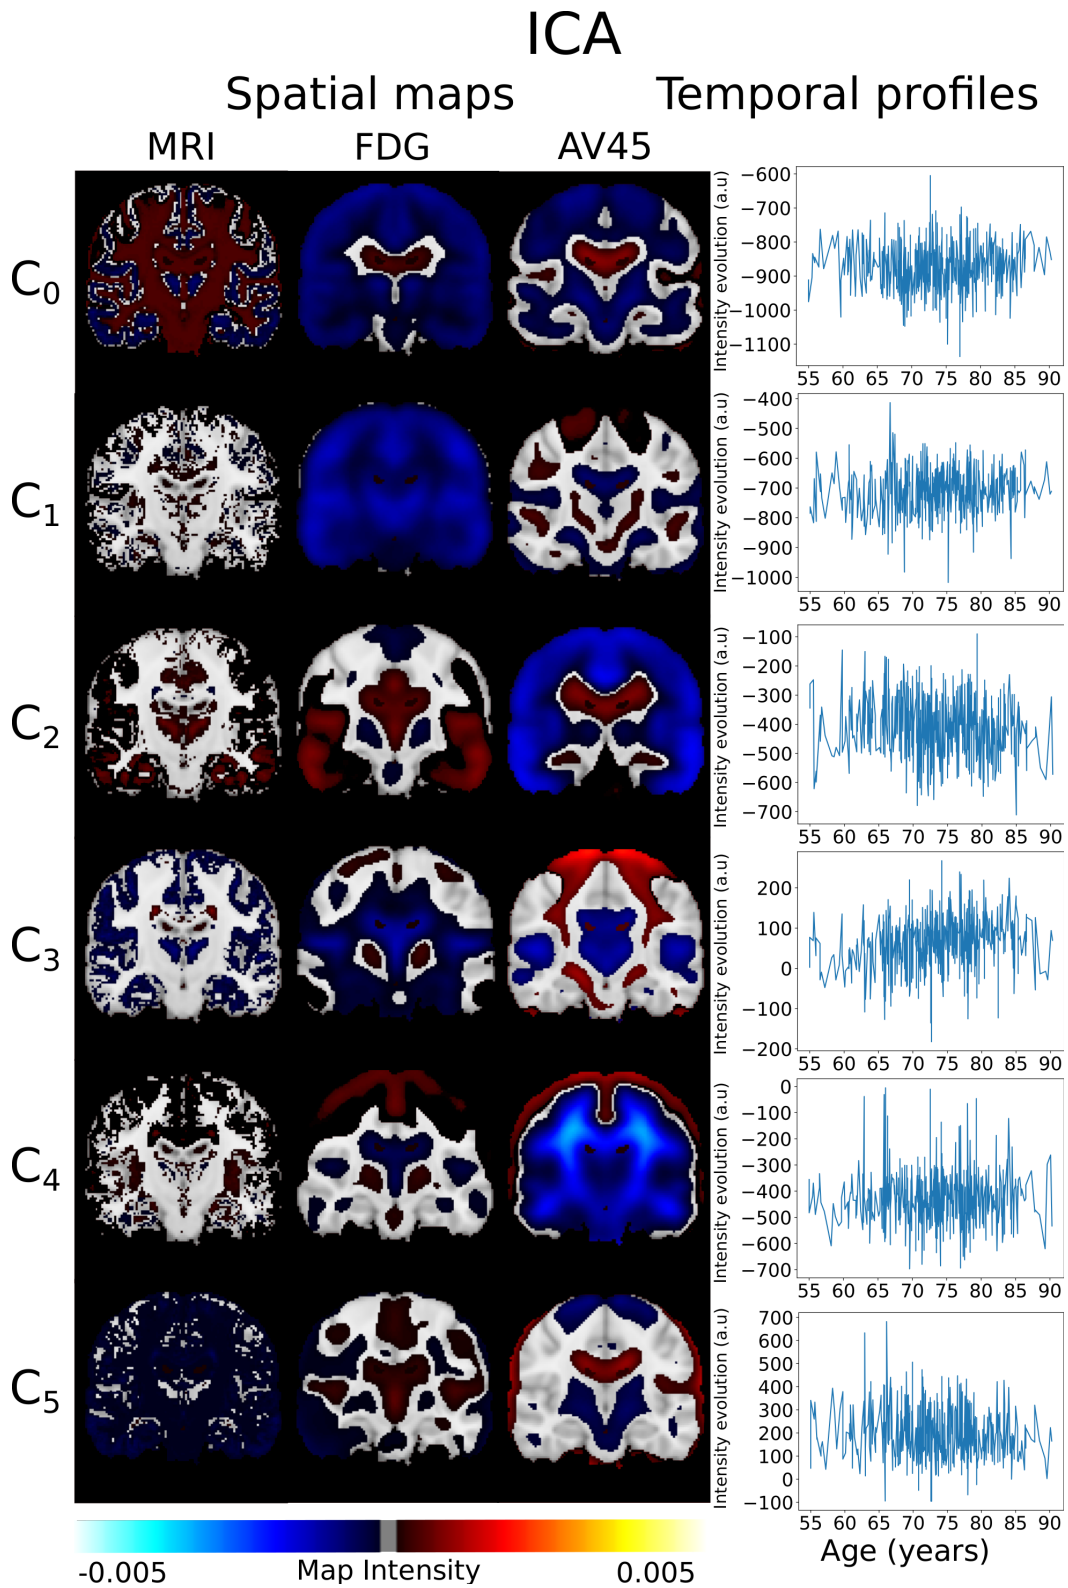 ICA
Spatial maps Temporal profiles
MRI FDG AV45
C0
Intensity evolution (a.u)
−600
−700
−800
−900
−1000
−1100
55 60 65 70 75 80 85 90
C1
Intensity evolution (a.u)
−400
−500
−600
−700
−800
−900
−1000
55 60 65 70 75 80 85 90
C2
Intensity evolution (a.u)
−100
−200
−300
−400
−500
−600
−700
55 60 65 70 75 80 85 90
C3
Intensity evolution (a.u)
200
100
0
−100
−200
55 60 65 70 75 80 85 90
C4
Intensity evolution (a.u)
0
−100
−200
−300
−400
−500
−600
−700
55 60 65 70 75 80 85 90
C5
Intensity evolution (a.u)
700
600
500
400
300
200
100
0
−100
55 60 65 70 75 80 85 90
Age (years)
-0.005 Map Intensity 0.005